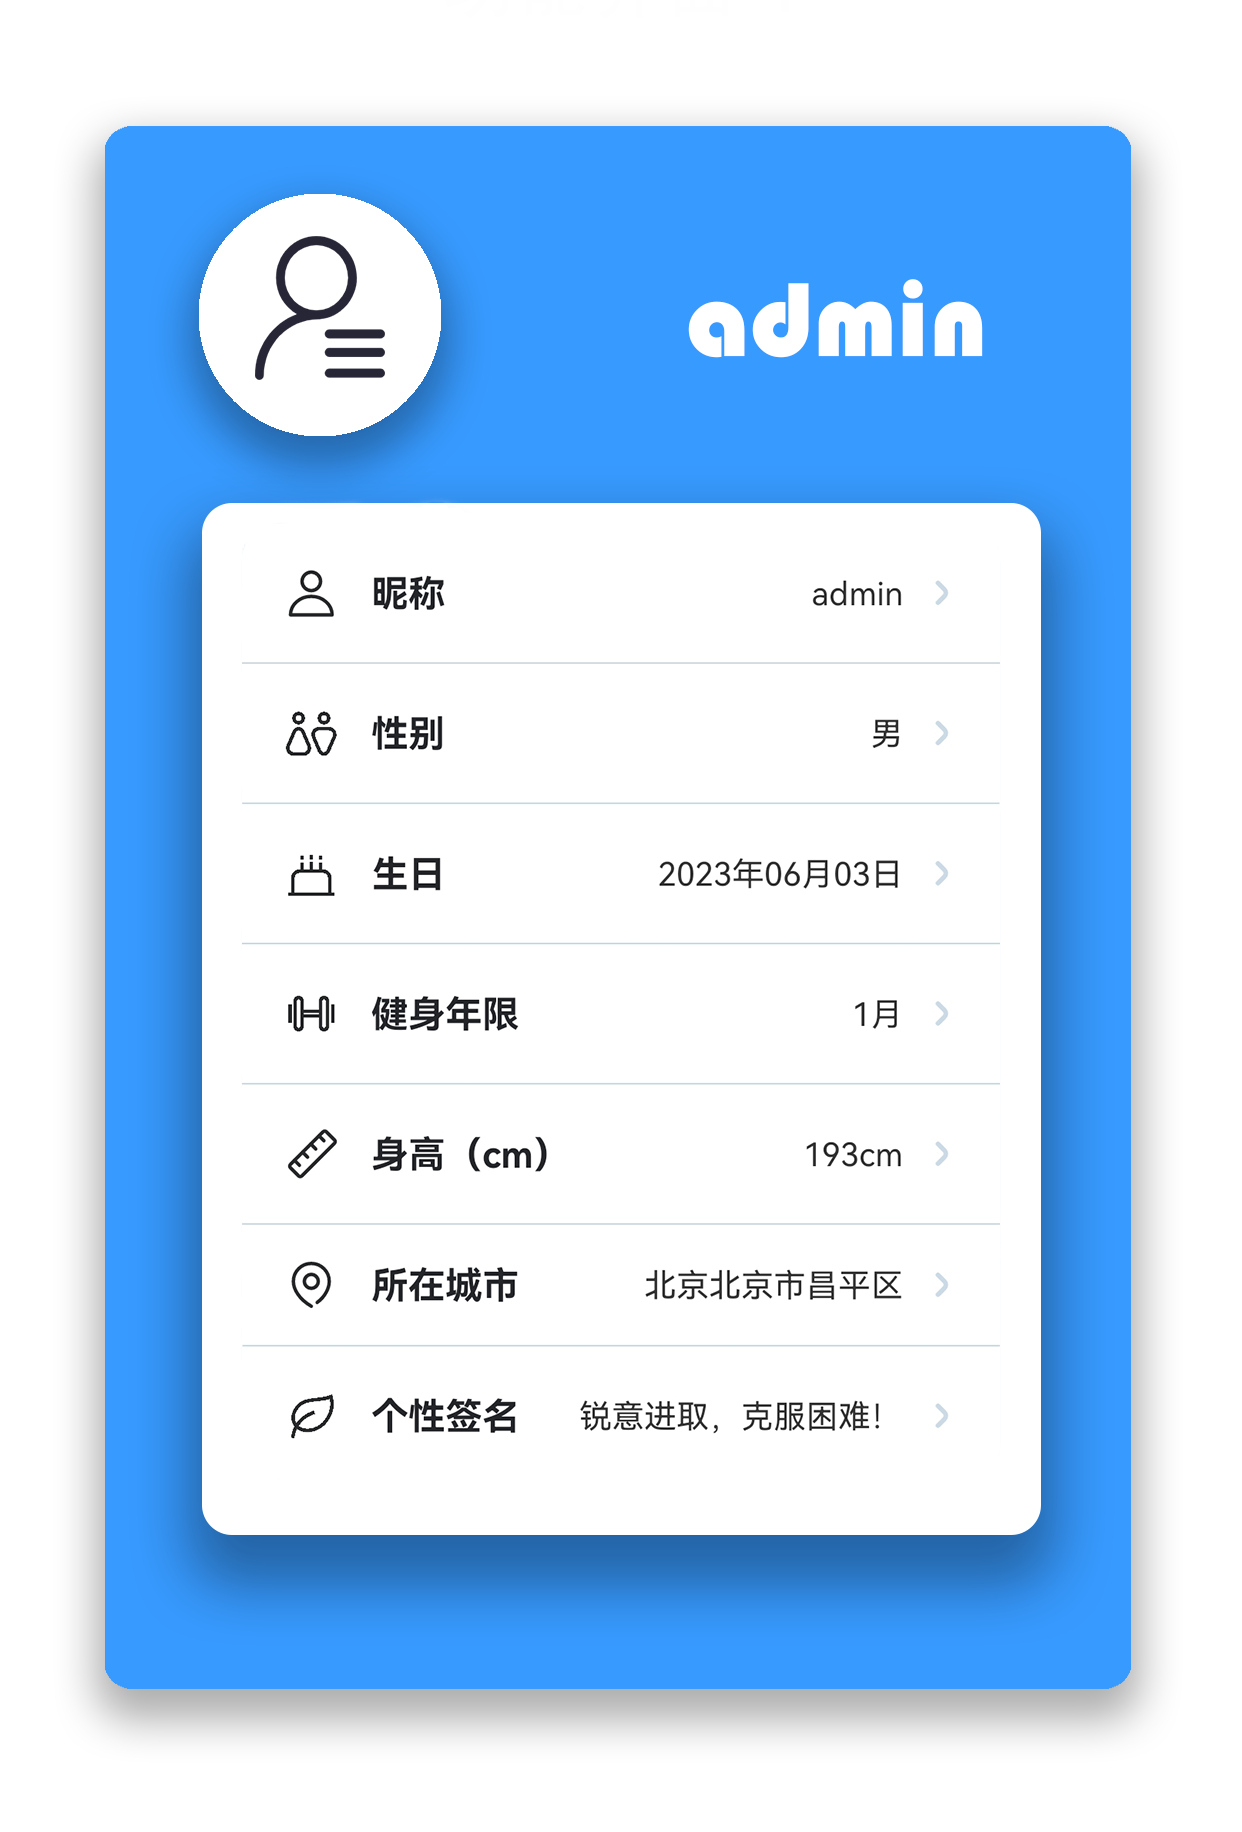 admin
昵称 admin
性别 男
生日 2023年06月03日
健身年限 1月
身高（cm） 193cm
所在城市 北京北京市昌平区
个性签名 锐意进取，克服困难！